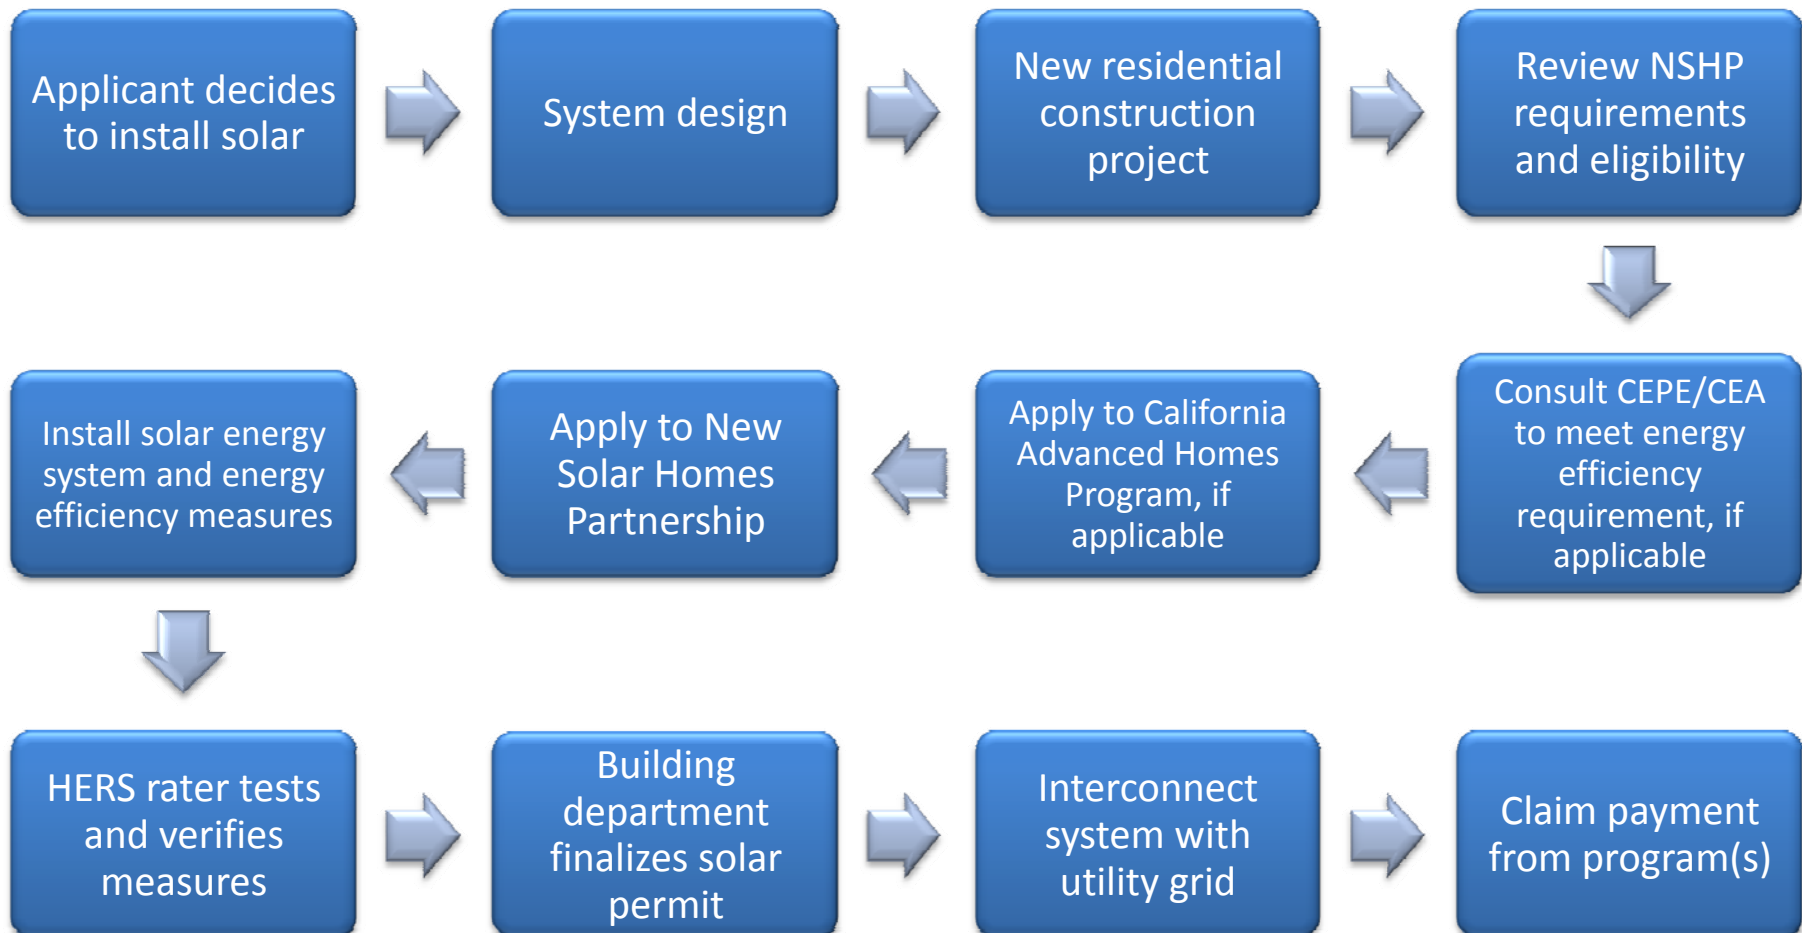 Applicant decides
to install solar
System design
New residential
construction
project
Review NSHP
requirements
and eligibility
Consult CEPE/CEA
to meet energy
efficiency
requirement, if
applicable
Apply to California
Advanced Homes
Program, if
applicable
Apply to New
Solar Homes
Partnership
Install solar energy
system and energy
efficiency measures
HERS rater tests
and verifies
measures
Building
department
finalizes solar
permit
Interconnect
system with
utility grid
Claim payment
from program(s)